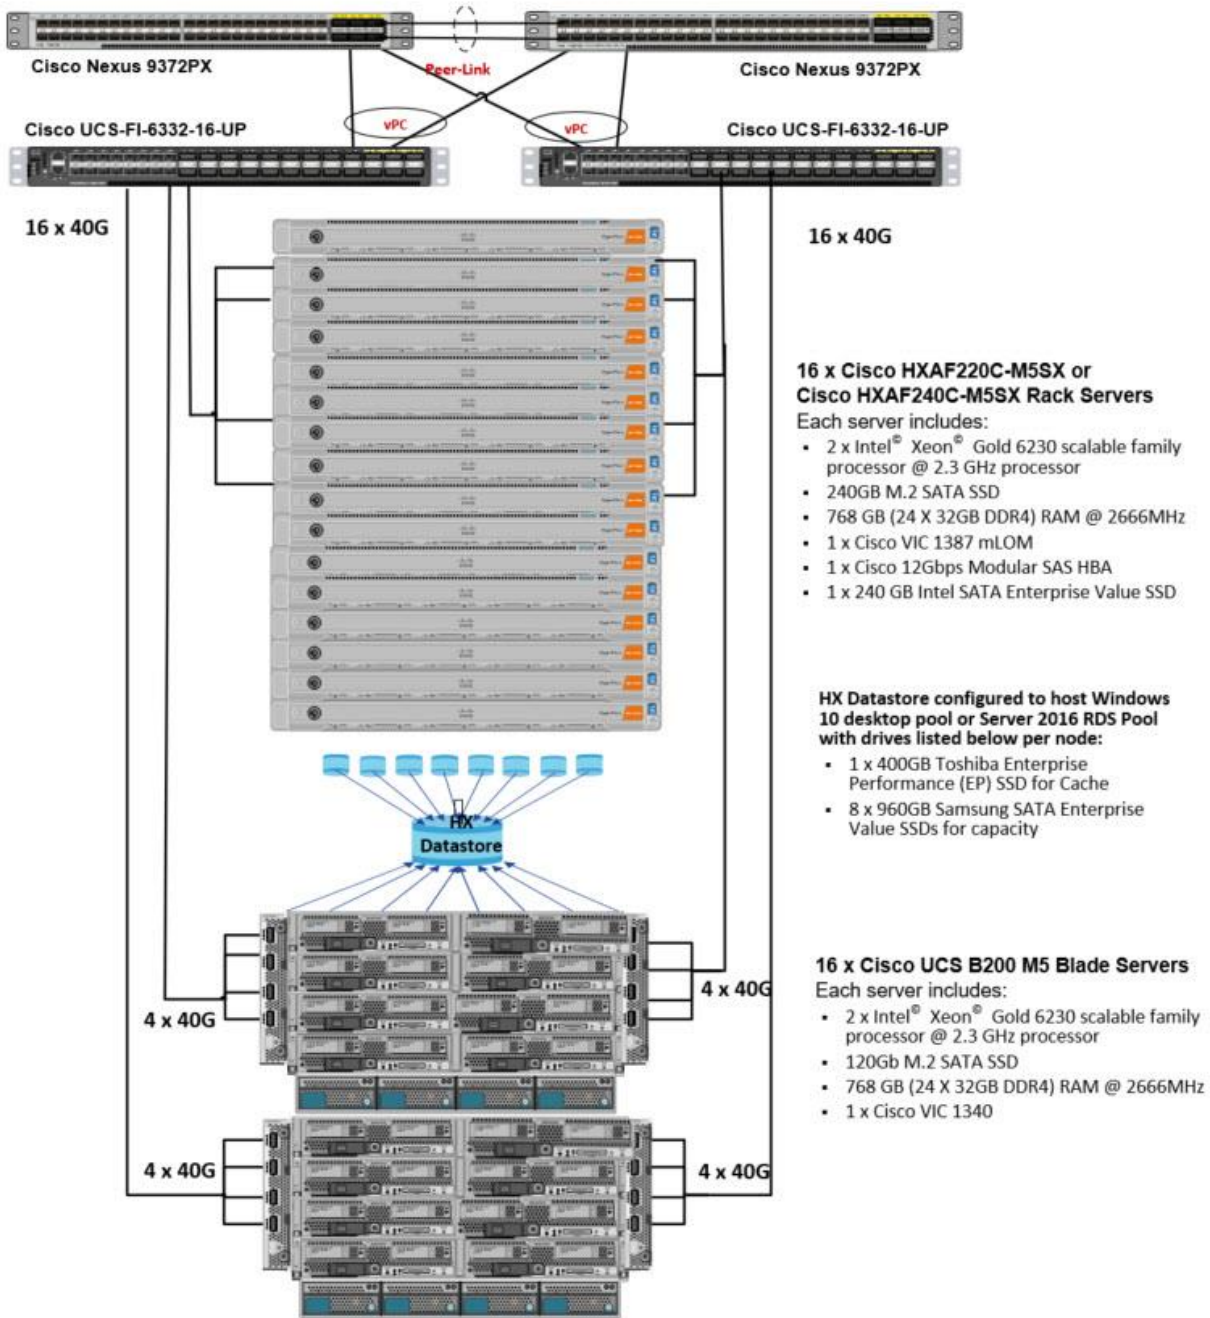 Cisco Nexus 9372PX
Peer-Link
Cisco Nexus 9372PX
Cisco UCS-FI-6332-16-UP
vPC
vPC
Cisco UCS-FI-6332-16-UP
16 x 40G
16 x 40G
16 x Cisco HXAF220C-M5SX or
Cisco HXAF240C-M5SX Rack Servers
Each server includes:
▪ 2 x Intel© Xeon© Gold 6230 scalable family
processor @ 2.3 GHz processor
▪ 240GB M.2 SATA SSD
▪ 768 GB (24 X 32GB DDR4) RAM @ 2666MHz
▪ 1 x Cisco VIC 1387 mLOM
▪ 1 x Cisco 12Gbps Modular SAS HBA
▪ 1 x 240 GB Intel SATA Enterprise Value SSD
HX Datastore configured to host Windows
10 desktop pool or Server 2016 RDS Pool
with drives listed below per node:
▪ 1 x 400GB Toshiba Enterprise
Performance (EP) SSD for Cache
▪ 8 x 960GB Samsung SATA Enterprise
Value SSDs for capacity
HX
Datastore
4 x 40G
4 x 40G
16 x Cisco UCS B200 M5 Blade Servers
Each server includes:
▪ 2 x Intel© Xeon© Gold 6230 scalable family
processor @ 2.3 GHz processor
▪ 120Gb M.2 SATA SSD
▪ 768 GB (24 X 32GB DDR4) RAM @ 2666MHz
▪ 1 x Cisco VIC 1340
4 x 40G
4 x 40G